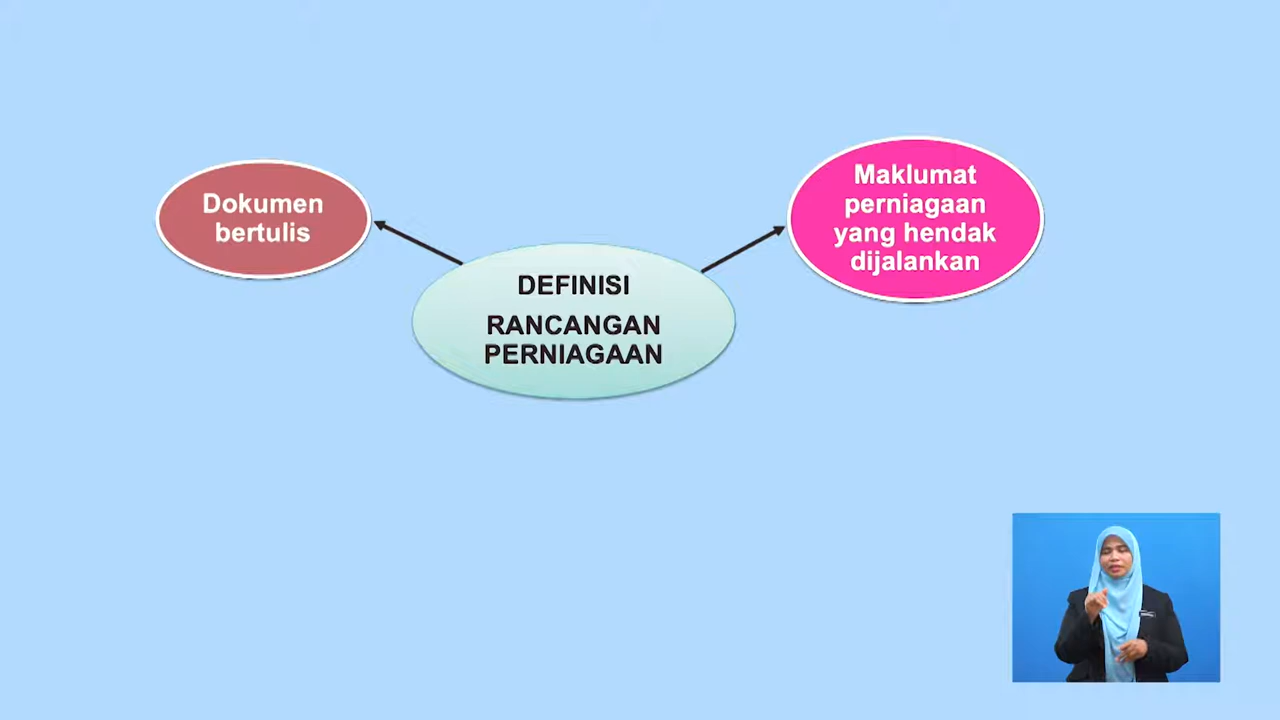 Dokumen
bertulis
Maklumat
perniagaan
yang hendak
dijalankan
DEFINISI
RANCANGAN
PERNIAGAAN